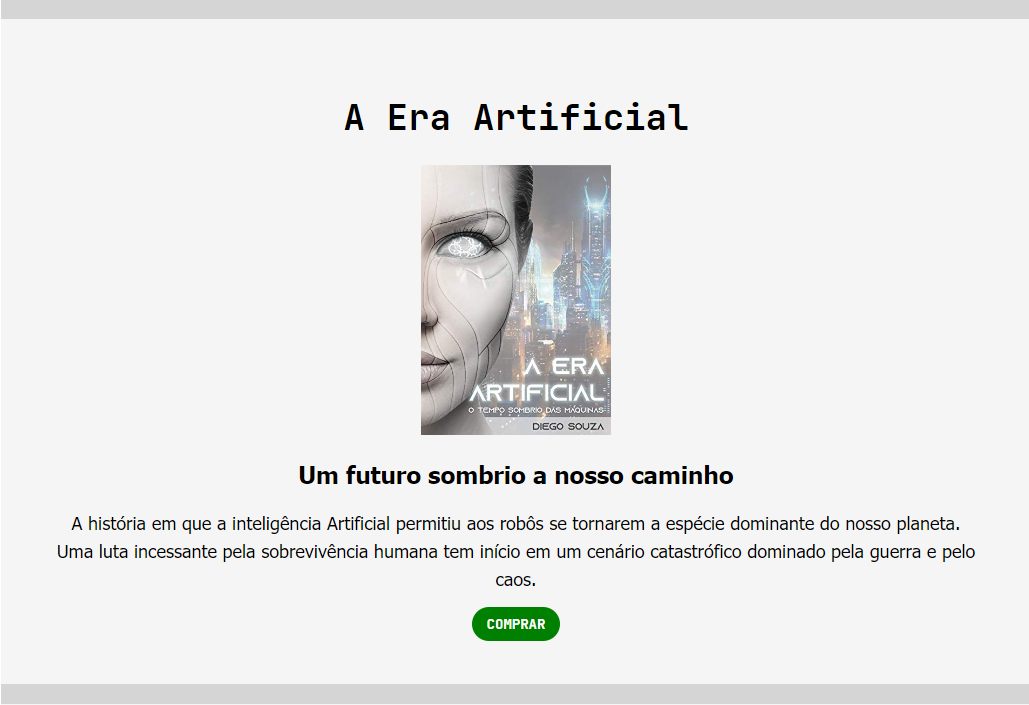 A Era Artificial
A ERA
ARTIFICIAL
O TEMPO SOMBRIO DAS MÁQUINAS
DIEGO SOUZA
Um futuro sombrio a nosso caminho
A história em que a inteligência Artificial permitiu aos robôs se tornarem a espécie dominante do nosso planeta.
Uma luta incessante pela sobrevivência humana tem início em um cenário catastrófico dominado pela guerra e pelo
caos.
COMPRAR